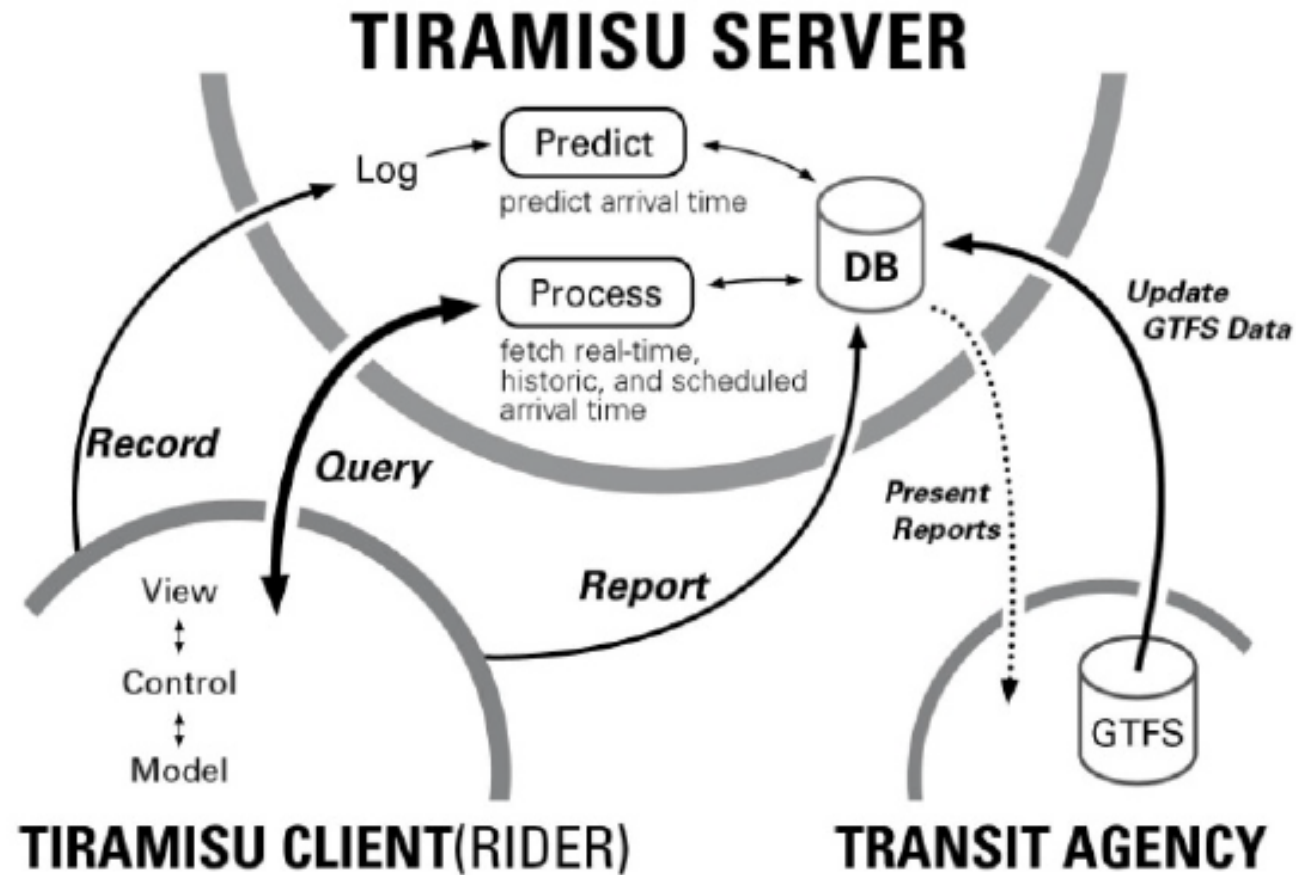 TIRAMISU SERVER
Log
Predict
predict arrival time
DB
Process
fetch real-time,
historic, and scheduled
arrival time
Update
GTFS Data
Record
Query
Present
Reports
Report
View
Control
Model
GTFS
TIRAMISU CLIENT(RIDER)
TRANSIT AGENCY